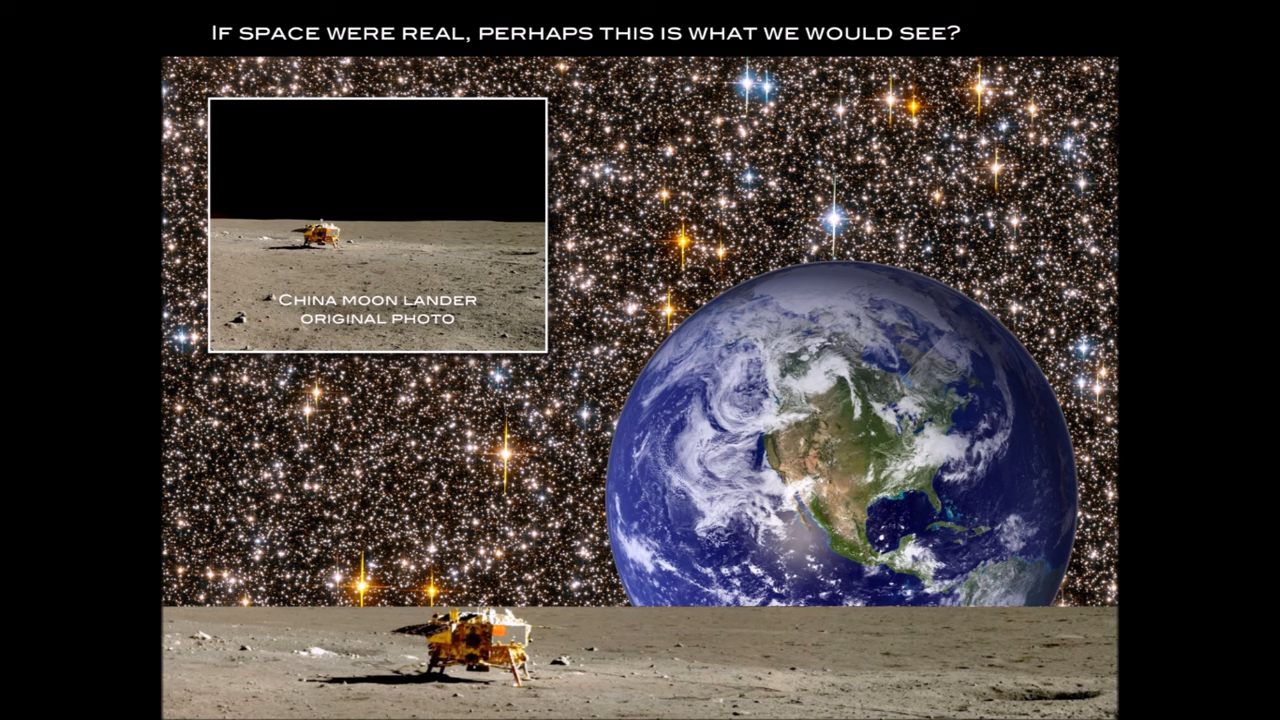 If space were real, perhaps this is what we would see?
China moon lander
original photo